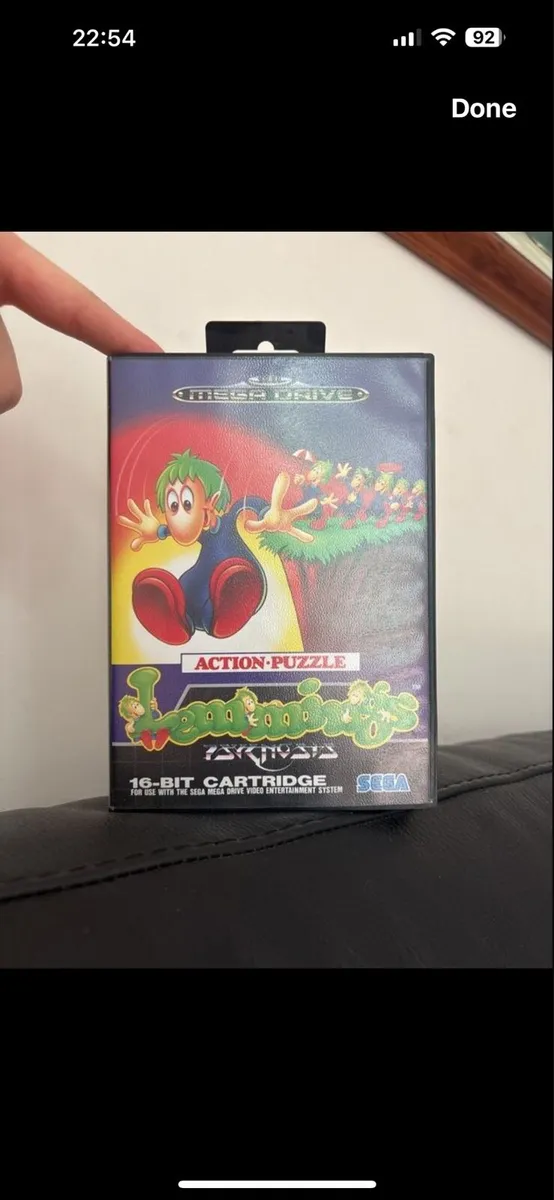 22:54
92
Done
MEGA DRIVE
ACTION·PUZZLE
Lemmings
TM
PSYGNOSIS
16-BIT CARTRIDGE
FOR USE WITH THE SEGA MEGA DRIVE VIDEO ENTERTAINMENT SYSTEM
SEGA